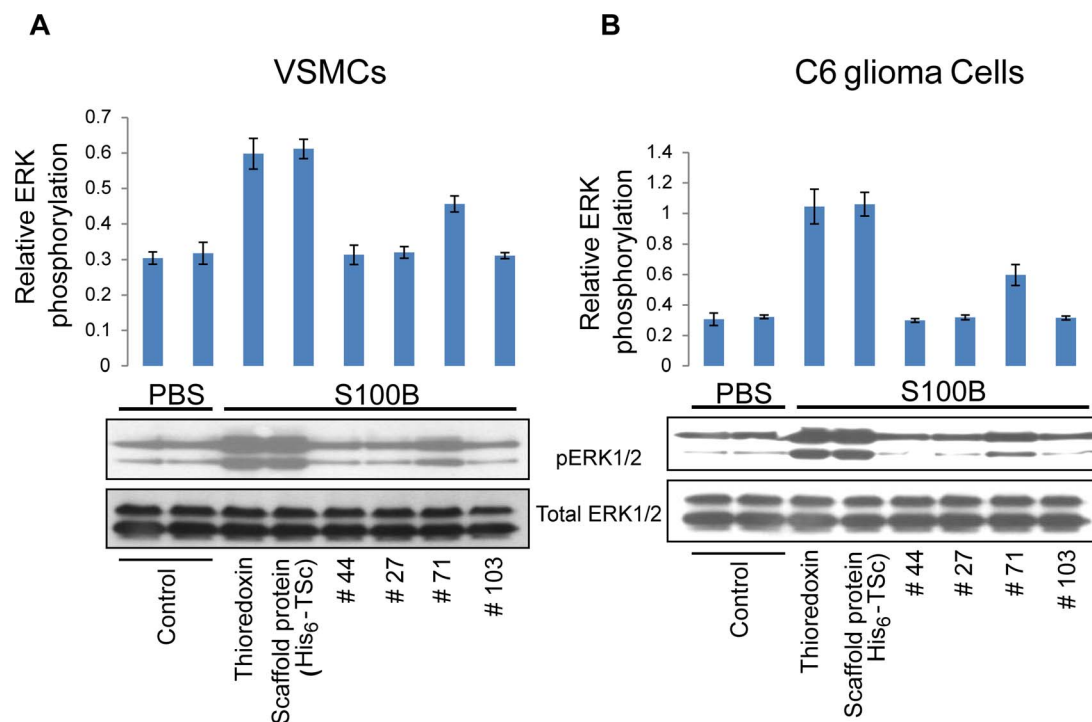 A
VSMCs
Relative ERK
phosphorylation
0.7
0.6
0.5
0.4
0.3
0.2
0.1
0
PBS
S100B
Control
Thioredoxin
Scaffold protein
(His6-TSc)
# 44
# 27
# 71
# 103
pERK1/2
Total ERK1/2
B
C6 glioma Cells
Relative ERK
phosphorylation
1.4
1.2
1
0.8
0.6
0.4
0.2
0
PBS
S100B
Control
Thioredoxin
Scaffold protein
His6-TSc)
# 44
# 27
# 71
# 103